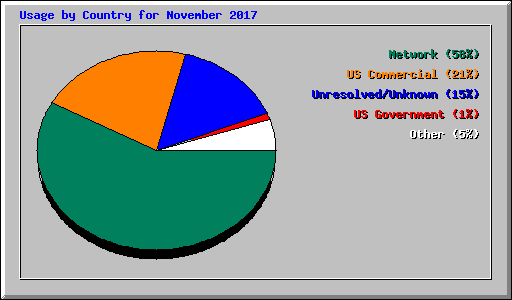 Usage by Country for November 2017
Network (58%)
US Commercial (21%)
Unresolved/Unknown (15%)
US Government (1%)
Other (5%)